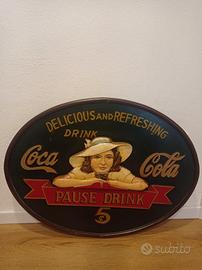 DELICIOUS AND REFRESHING
DRINK
Coca Cola
PAUSE DRINK
5
subito